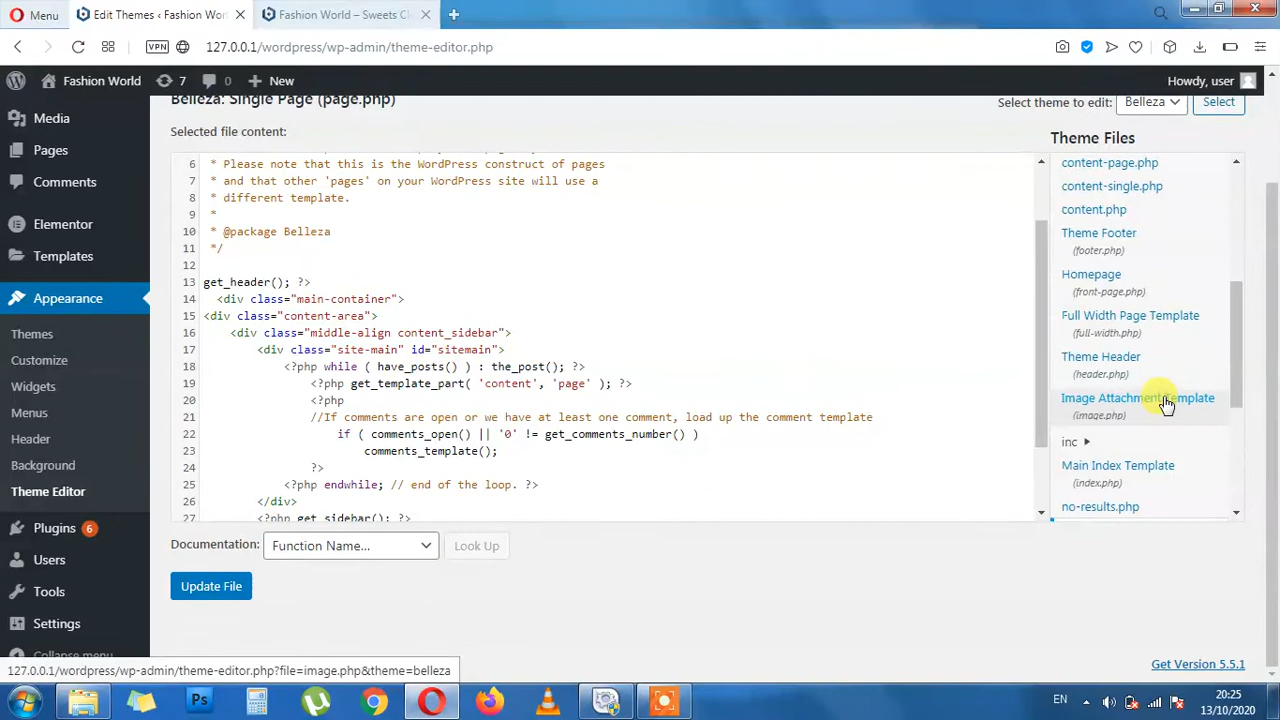 Menu
Edit Themes ‹ Fashion Wor
Fashion World – Sweets Cl
VPN
127.0.0.1/wordpress/wp-admin/theme-editor.php
Fashion World
7
0
New
Howdy, user
Media
Pages
Comments
Elementor
Templates
Appearance
Themes
Customize
Widgets
Menus
Header
Background
Theme Editor
Plugins 6
Users
Tools
Settings
Collapse menu
Belleza: Single Page (page.php)
Select theme to edit: Belleza Select
Selected file content:
6 * Please note that this is the WordPress construct of pages
7 * and that other 'pages' on your WordPress site will use a
8 * different template.
9 *
10 * @package Belleza
11 */
12
13 get_header(); ?>
14 <div class="main-container">
15 <div class="content-area">
16 <div class="middle-align content_sidebar">
17 <div class="site-main" id="sitemain">
18 <?php while ( have_posts() ) : the_post(); ?>
19 <?php get_template_part( 'content', 'page' ); ?>
20 <?php
21 //If comments are open or we have at least one comment, load up the comment template
22 if ( comments_open() || '0' != get_comments_number() )
23 comments_template();
24 ?>
25 <?php endwhile; // end of the loop. ?>
26 </div>
27 <?php get_sidebar(); ?>
Theme Files
content-page.php
content-single.php
content.php
Theme Footer
(footer.php)
Homepage
(front-page.php)
Full Width Page Template
(full-width.php)
Theme Header
(header.php)
Image Attachment Template
(image.php)
inc
Main Index Template
(index.php)
no-results.php
Documentation: Function Name... Look Up
Update File
Get Version 5.5.1
127.0.0.1/wordpress/wp-admin/theme-editor.php?file=image.php&theme=belleza
Ps
EN
20:25
13/10/2020